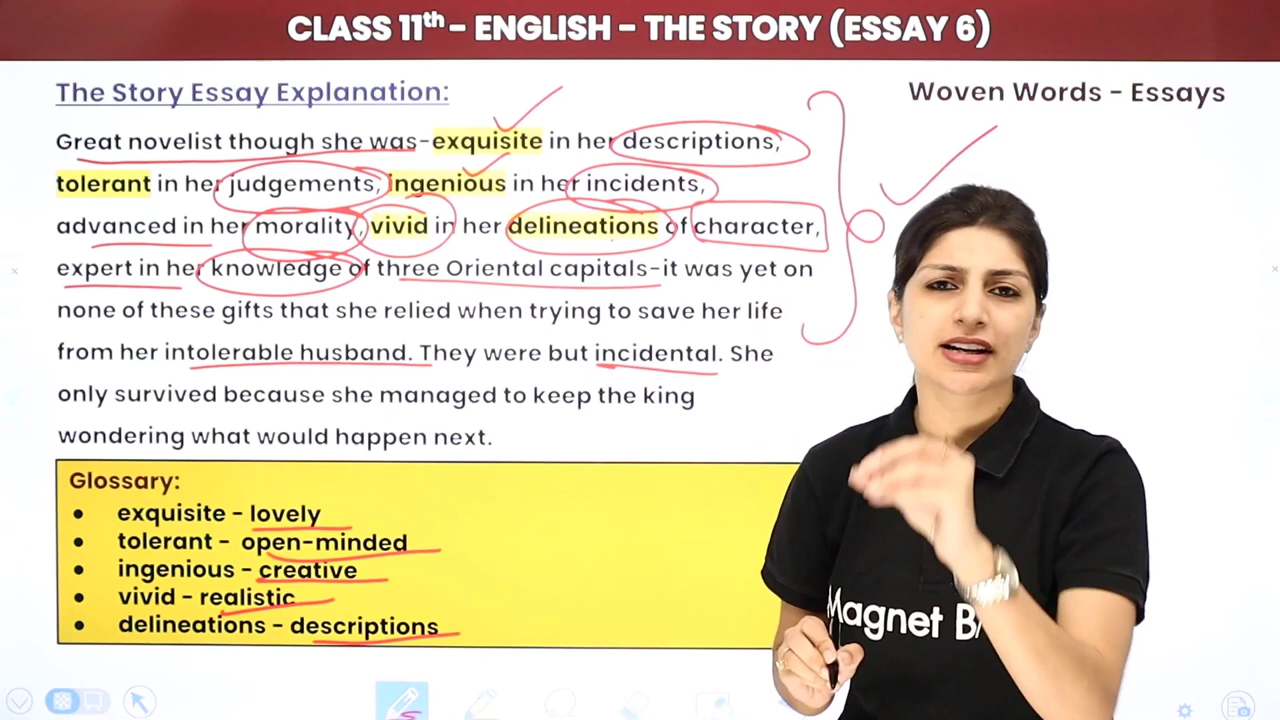 CLASS 11th - ENGLISH - THE STORY (ESSAY 6)
The Story Essay Explanation:
Woven Words - Essays
Great novelist though she was-exquisite in her descriptions,
tolerant in her judgements, ingenious in her incidents,
advanced in her morality, vivid in her delineations of character,
expert in her knowledge of three Oriental capitals-it was yet on
none of these gifts that she relied when trying to save her life
from her intolerable husband. They were but incidental. She
only survived because she managed to keep the king
wondering what would happen next.
Glossary:
• exquisite - lovely
• tolerant - open-minded
• ingenious - creative
• vivid - realistic
• delineations - descriptions
Magnet B